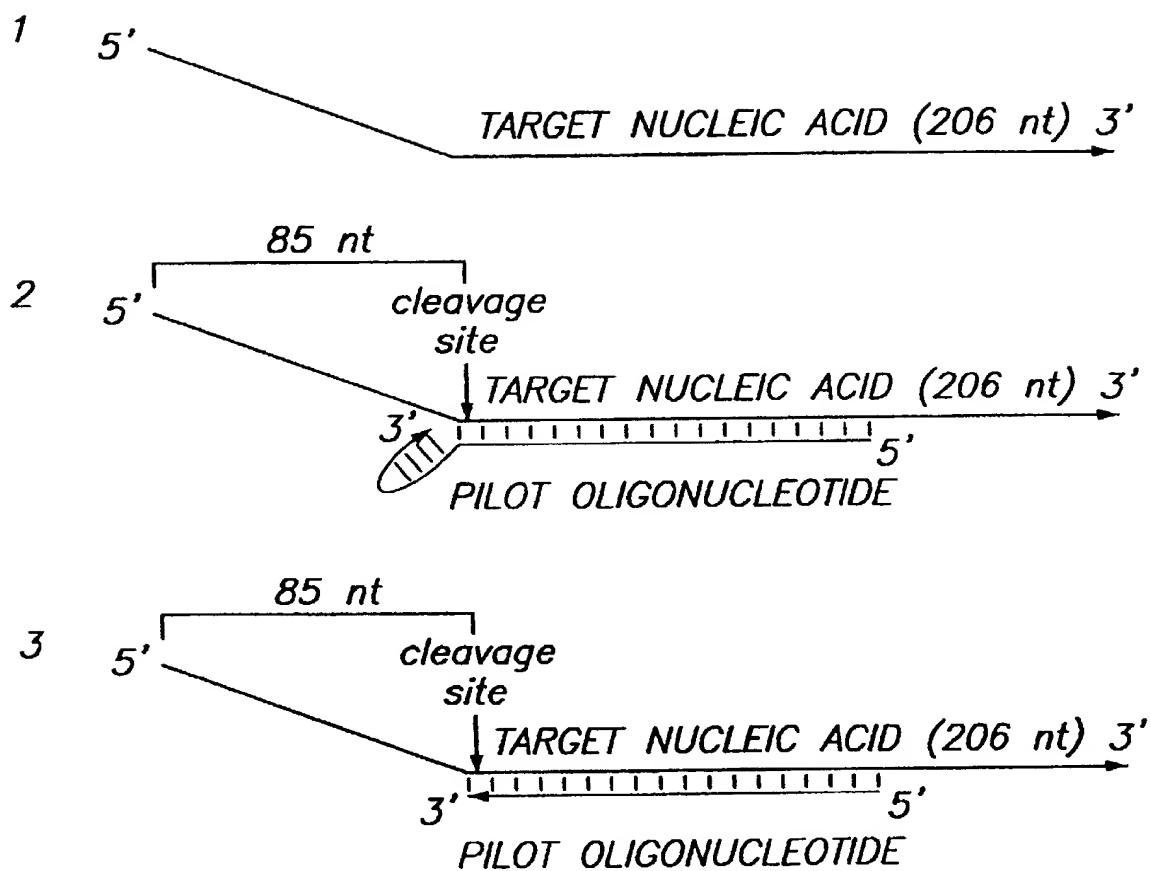 1
5'
TARGET NUCLEIC ACID (206 nt) 3'
85 nt
2
5'
cleavage
site
TARGET NUCLEIC ACID (206 nt) 3'
3'
5'
PILOT OLIGONUCLEOTIDE
85 nt
3
5'
cleavage
site
TARGET NUCLEIC ACID (206 nt) 3'
3'
5'
PILOT OLIGONUCLEOTIDE